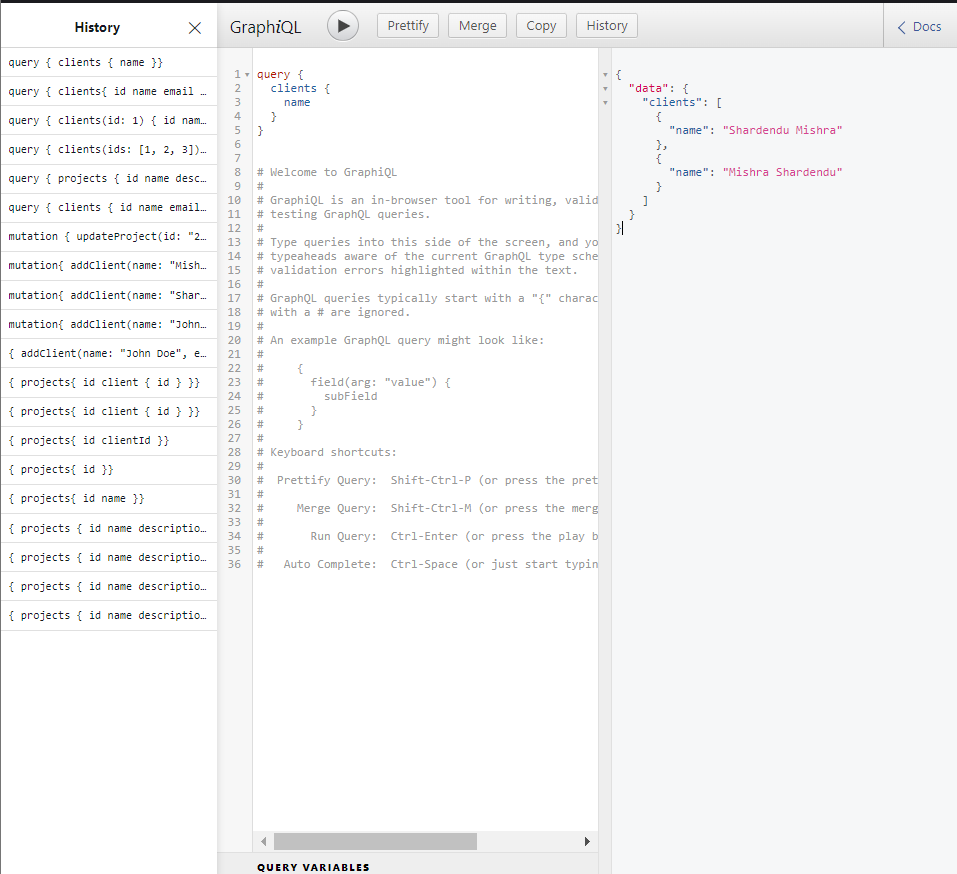 History
query { clients { name }}
query { clients{ id name email …
query { clients(id: 1) { id nam…
query { clients(ids: [1, 2, 3])…
query { projects { id name desc…
query { clients { id name email…
mutation { updateProject(id: "2…
mutation{ addClient(name: "Mish…
mutation{ addClient(name: "Shar…
mutation{ addClient(name: "John…
{ addClient(name: "John Doe", e…
{ projects{ id client { id } }}
{ projects{ id client { id } }}
{ projects{ id clientId }}
{ projects{ id }}
{ projects{ id name }}
{ projects { id name descriptio…
{ projects { id name descriptio…
{ projects { id name descriptio…
{ projects { id name descriptio…
GraphiQL Prettify Merge Copy History Docs
1 query {
2 clients {
3 name
4 }
5 }
6
7
8 # Welcome to GraphiQL
9 #
10 # GraphiQL is an in-browser tool for writing, valid
11 # testing GraphQL queries.
12 #
13 # Type queries into this side of the screen, and yo
14 # typeaheads aware of the current GraphQL type sche
15 # validation errors highlighted within the text.
16 #
17 # GraphQL queries typically start with a "{" charac
18 # with a # are ignored.
19 #
20 # An example GraphQL query might look like:
21 #
22 # {
23 # field(arg: "value") {
24 # subField
25 # }
26 # }
27 #
28 # Keyboard shortcuts:
29 #
30 # Prettify Query: Shift-Ctrl-P (or press the pret
31 #
32 # Merge Query: Shift-Ctrl-M (or press the merg
33 #
34 # Run Query: Ctrl-Enter (or press the play b
35 #
36 # Auto Complete: Ctrl-Space (or just start typin
QUERY VARIABLES
{
"data": {
"clients": [
{
"name": "Shardendu Mishra"
},
{
"name": "Mishra Shardendu"
}
]
}
}